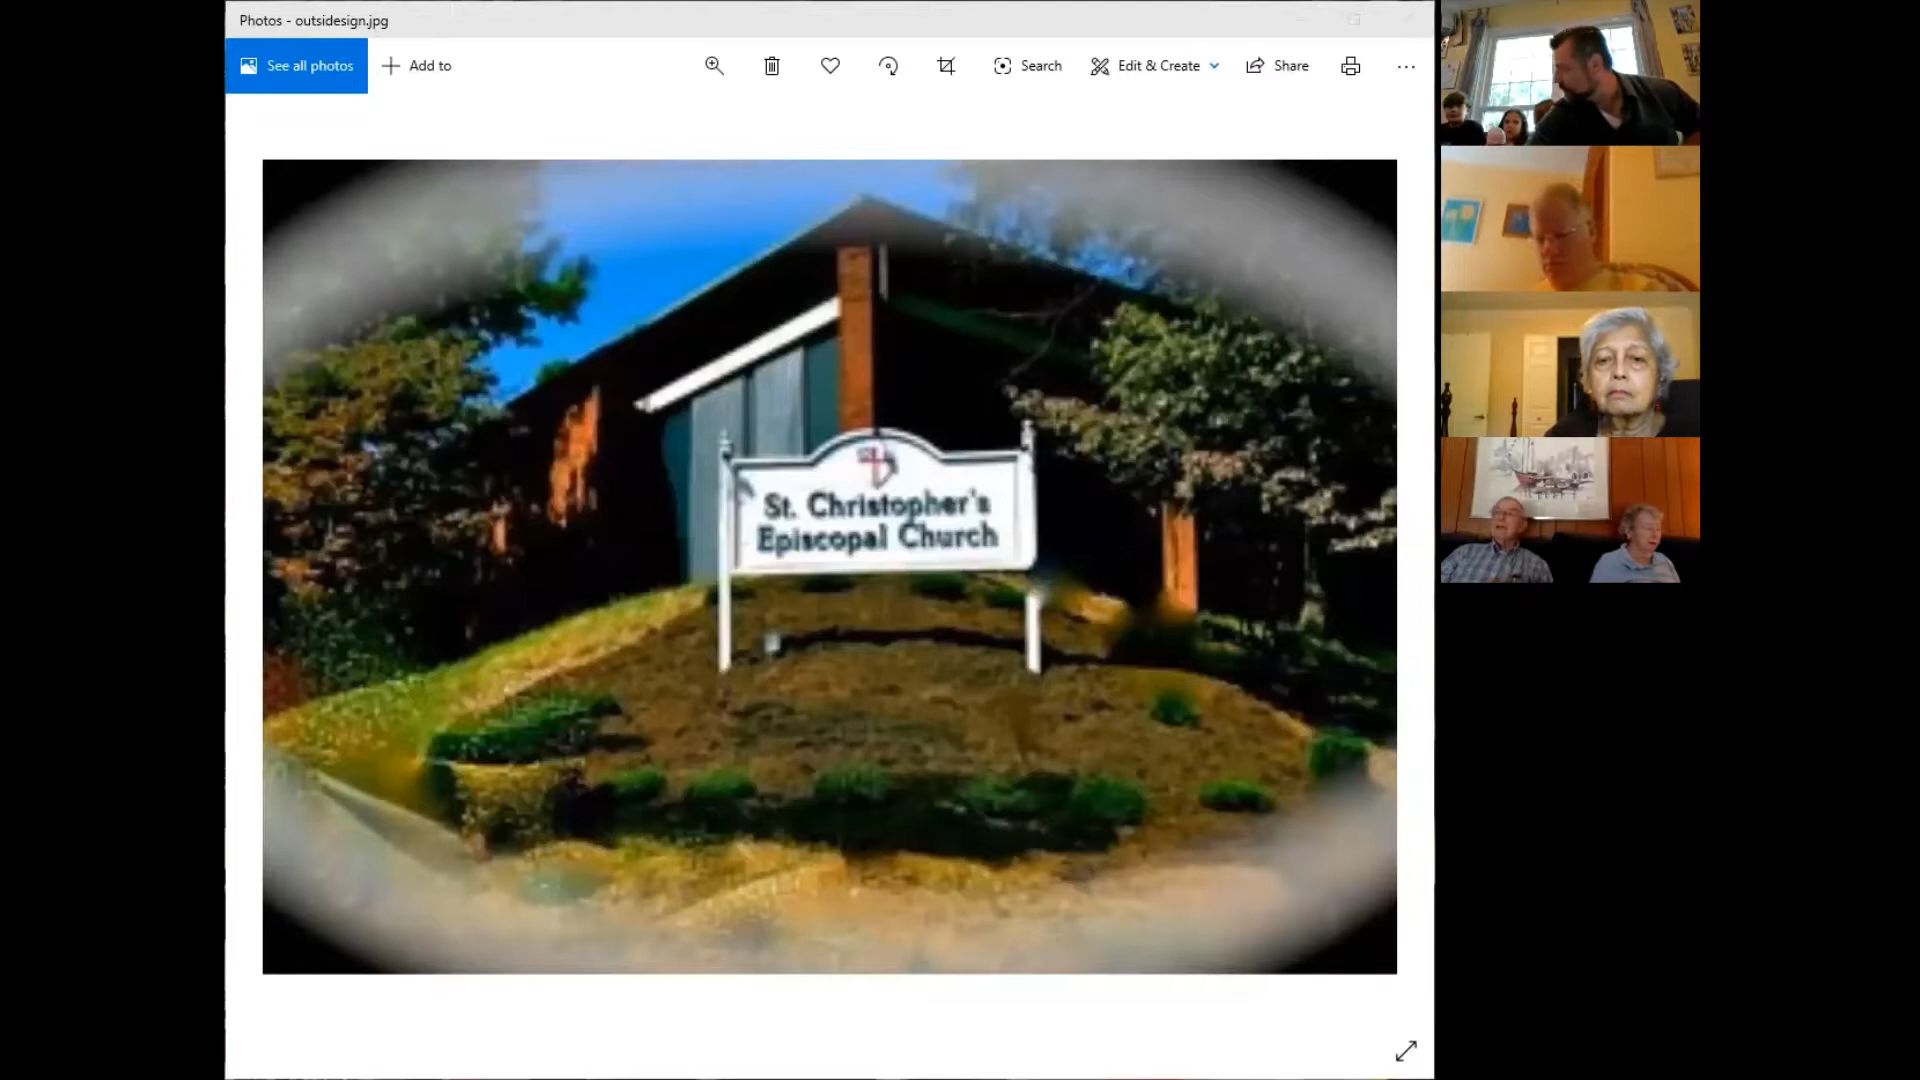 Photos - outsidesign.jpg
See all photos
Add to
Search
Edit & Create
Share
St. Christopher's
Episcopal Church